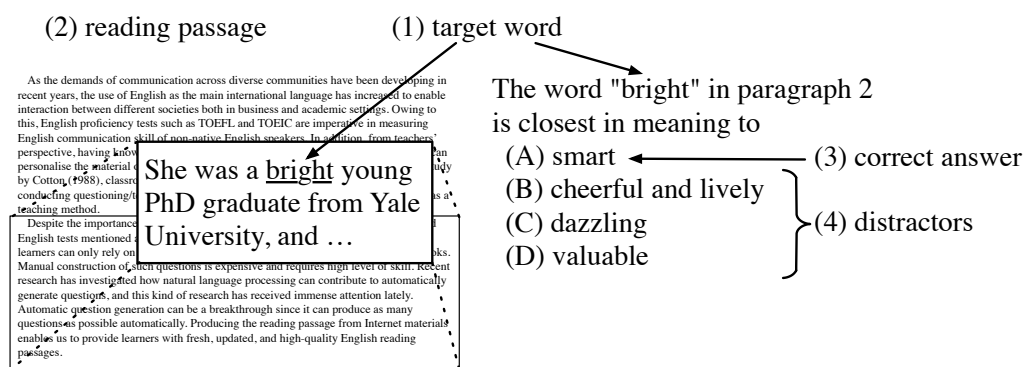 (2) reading passage
(1) target word
As the demands of communication across diverse communities have been developing in
recent years, the use of English as the main international language has increased to enable
interaction between different societies both in business and academic settings. Owing to
this, English proficiency tests such as TOEFL and TOEIC are imperative in measuring
English communication skill of non-native English speakers. In addition, from teachers'
perspective, having
personalise the material
by Cotton (1988),
conducting
teaching method.
Despite the importance
English tests mentioned
learners can only rely on
Manual construction of such questions is expensive and requires high level of skill. Recent
research has investigated how natural language processing can contribute to automatically
generate questions, and this kind of research has received immense attention lately.
Automatic question generation can be a breakthrough since it can produce as many
questions as possible automatically. Producing the reading passage from Internet materials
enables us to provide learners with fresh, updated, and high-quality English reading
passages.
She was a bright young
PhD graduate from Yale
University, and …
The word "bright" in paragraph 2
is closest in meaning to
(A) smart
(B) cheerful and lively
(C) dazzling
(D) valuable
(3) correct answer
(4) distractors